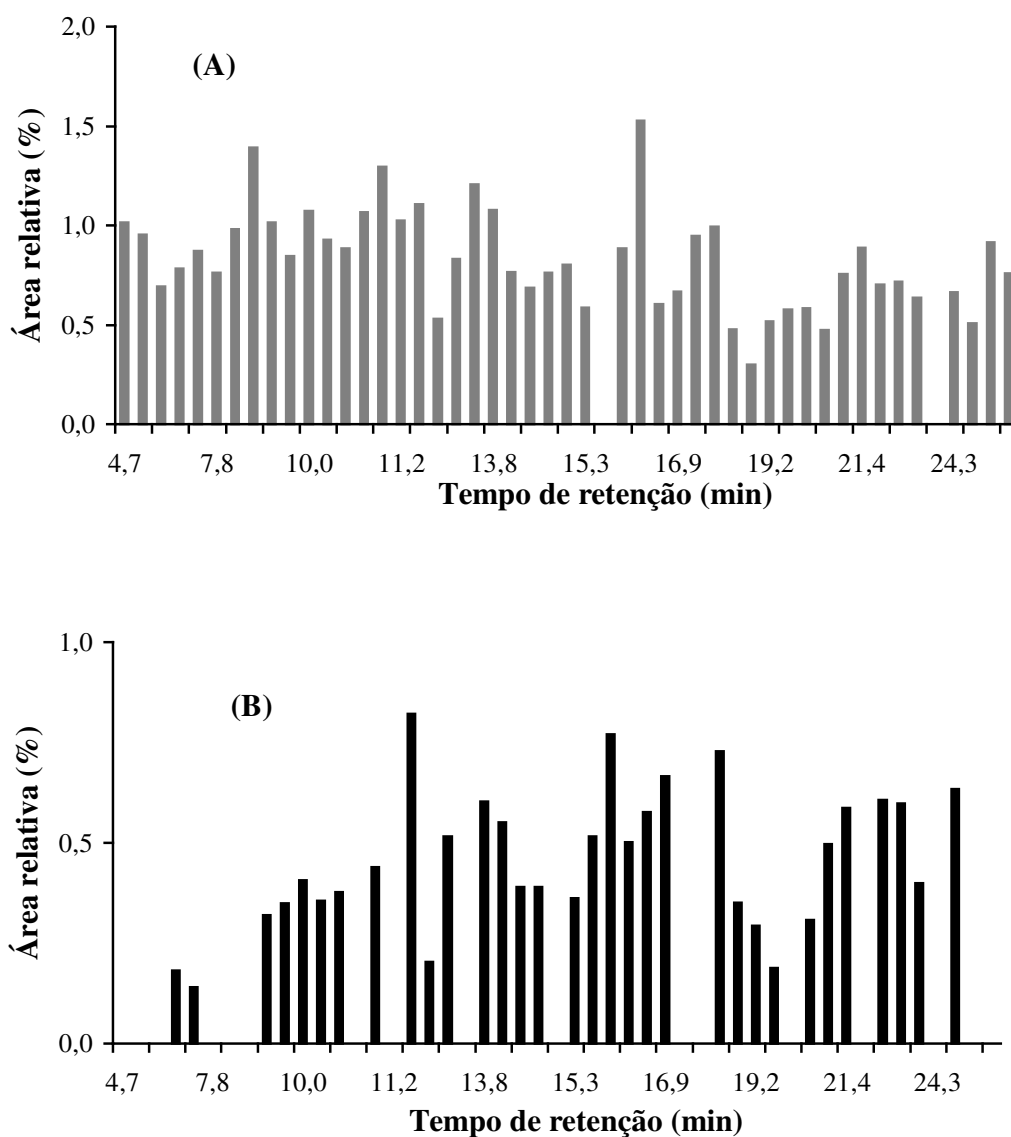 2,0
(A)
1,5
1,0
0,5
0,0
Área relativa (%)
4,7 7,8 10,0 11,2 13,8 15,3 16,9 19,2 21,4 24,3
Tempo de retenção (min)
1,0
(B)
0,5
0,0
Área relativa (%)
4,7 7,8 10,0 11,2 13,8 15,3 16,9 19,2 21,4 24,3
Tempo de retenção (min)